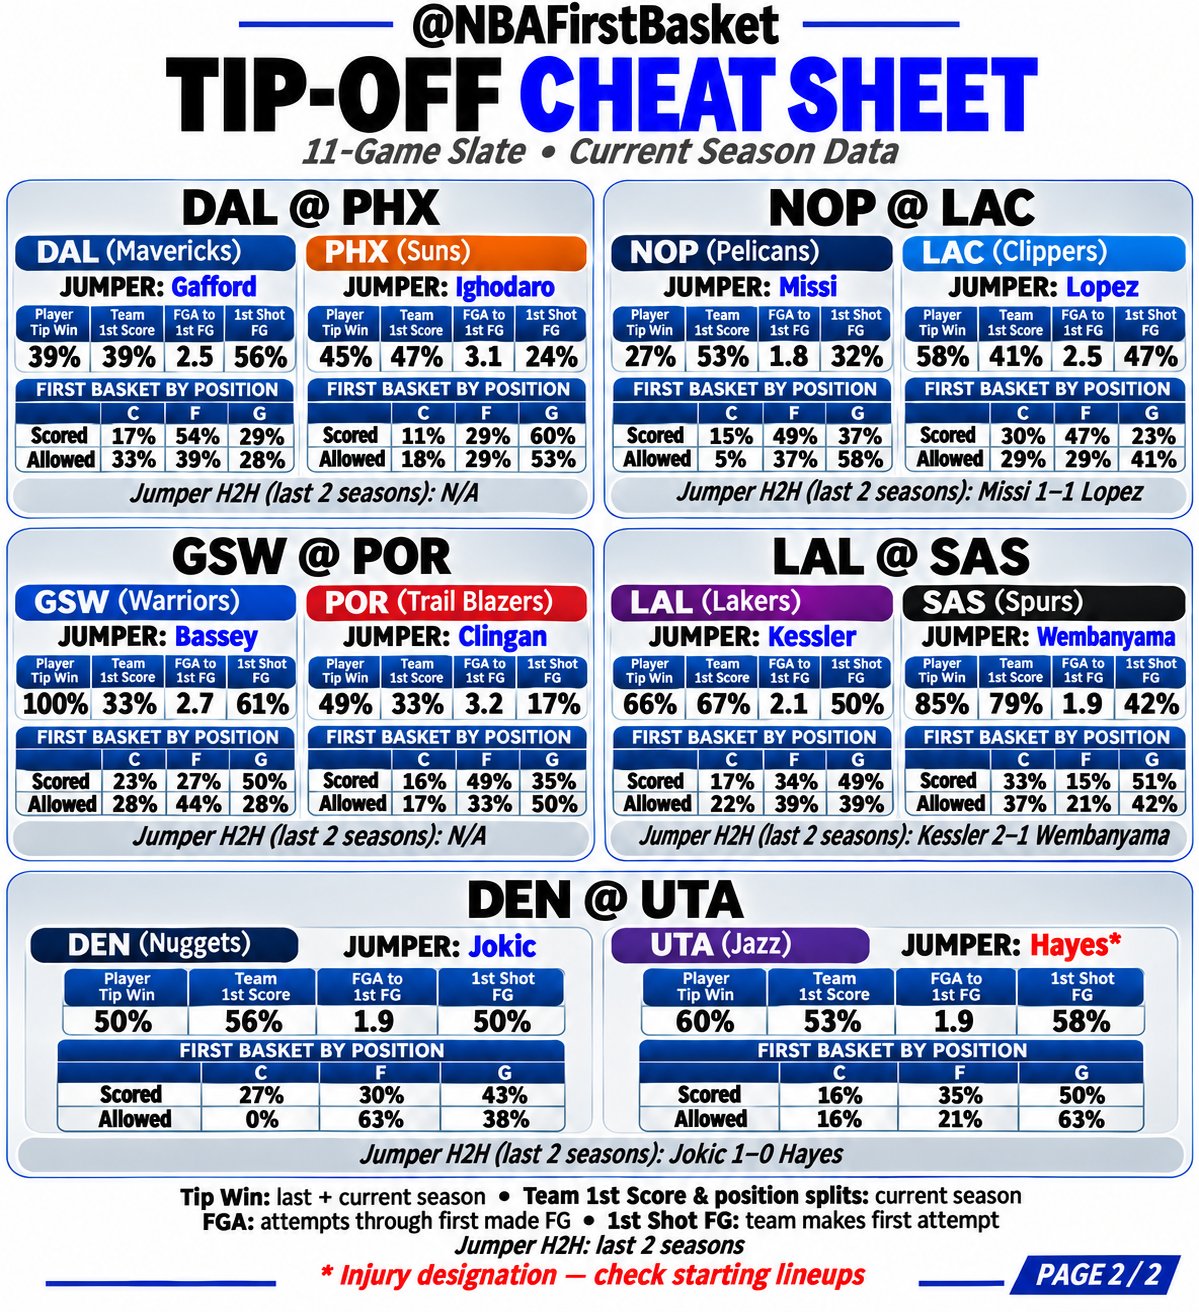 @NBAFirstBasket
TIP-OFF CHEAT SHEET
11-Game Slate • Current Season Data
DAL @ PHX
DAL (Mavericks)
JUMPER: Gafford
Player Tip Win | Team 1st Score | FGA to 1st FG | 1st Shot FG
39% 39% 2.5 56%
FIRST BASKET BY POSITION
C F G
Scored 17% 54% 29%
Allowed 33% 39% 28%
PHX (Suns)
JUMPER: Ighodaro
Player Tip Win | Team 1st Score | FGA to 1st FG | 1st Shot FG
45% 47% 3.1 24%
FIRST BASKET BY POSITION
C F G
Scored 11% 29% 60%
Allowed 18% 29% 53%
Jumper H2H (last 2 seasons): N/A
NOP @ LAC
NOP (Pelicans)
JUMPER: Missi
Player Tip Win | Team 1st Score | FGA to 1st FG | 1st Shot FG
27% 53% 1.8 32%
FIRST BASKET BY POSITION
C F G
Scored 15% 49% 37%
Allowed 5% 37% 58%
LAC (Clippers)
JUMPER: Lopez
Player Tip Win | Team 1st Score | FGA to 1st FG | 1st Shot FG
58% 41% 2.5 47%
FIRST BASKET BY POSITION
C F G
Scored 30% 47% 23%
Allowed 29% 29% 41%
Jumper H2H (last 2 seasons): Missi 1–1 Lopez
GSW @ POR
GSW (Warriors)
JUMPER: Bassey
Player Tip Win | Team 1st Score | FGA to 1st FG | 1st Shot FG
100% 33% 2.7 61%
FIRST BASKET BY POSITION
C F G
Scored 23% 27% 50%
Allowed 28% 44% 28%
POR (Trail Blazers)
JUMPER: Clingan
Player Tip Win | Team 1st Score | FGA to 1st FG | 1st Shot FG
49% 33% 3.2 17%
FIRST BASKET BY POSITION
C F G
Scored 16% 49% 35%
Allowed 17% 33% 50%
Jumper H2H (last 2 seasons): N/A
LAL @ SAS
LAL (Lakers)
JUMPER: Kessler
Player Tip Win | Team 1st Score | FGA to 1st FG | 1st Shot FG
66% 67% 2.1 50%
FIRST BASKET BY POSITION
C F G
Scored 17% 34% 49%
Allowed 22% 39% 39%
SAS (Spurs)
JUMPER: Wembanyama
Player Tip Win | Team 1st Score | FGA to 1st FG | 1st Shot FG
85% 79% 1.9 42%
FIRST BASKET BY POSITION
C F G
Scored 33% 15% 51%
Allowed 37% 21% 42%
Jumper H2H (last 2 seasons): Kessler 2–1 Wembanyama
DEN @ UTA
DEN (Nuggets)
JUMPER: Jokic
Player Tip Win | Team 1st Score | FGA to 1st FG | 1st Shot FG
50% 56% 1.9 50%
FIRST BASKET BY POSITION
C F G
Scored 27% 30% 43%
Allowed 0% 63% 38%
UTA (Jazz)
JUMPER: Hayes*
Player Tip Win | Team 1st Score | FGA to 1st FG | 1st Shot FG
60% 53% 1.9 58%
FIRST BASKET BY POSITION
C F G
Scored 16% 35% 50%
Allowed 16% 21% 63%
Jumper H2H (last 2 seasons): Jokic 1–0 Hayes
Tip Win: last + current season • Team 1st Score & position splits: current season
FGA: attempts through first made FG • 1st Shot FG: team makes first attempt
Jumper H2H: last 2 seasons
* Injury designation — check starting lineups
PAGE 2 / 2